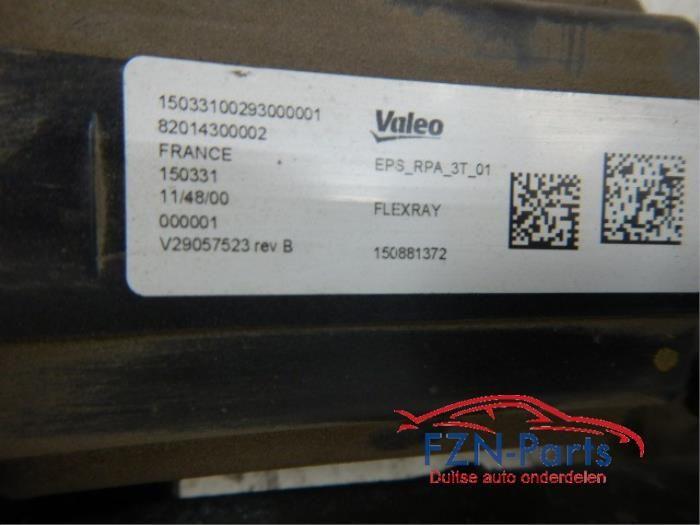 15033100293000001
82014300002
FRANCE
150331
11/48/00
000001
V29057523 rev B
Valeo
EPS_RPA_3T_01
FLEXRAY
150881372
FZN-Parts
Duitse auto onderdelen